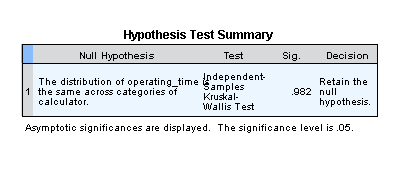 Hypothesis Test Summary
Null Hypothesis Test Sig. Decision
1 The distribution of operating_time is the same across categories of calculator. Independent-Samples Kruskal-Wallis Test .982 Retain the null hypothesis.
Asymptotic significances are displayed. The significance level is .05.